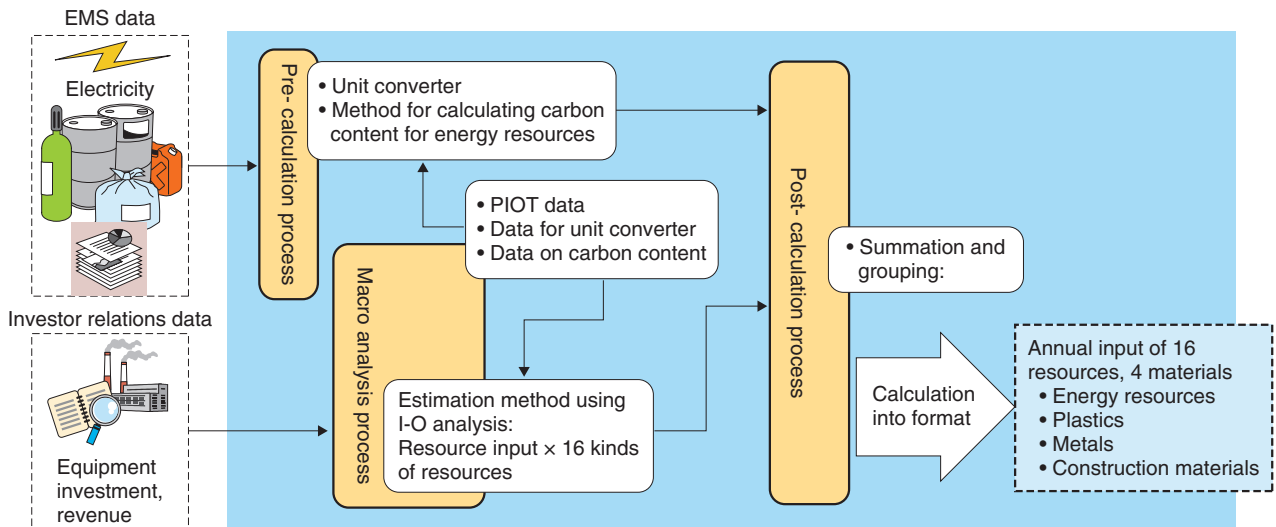 EMS data
Electricity
Investor relations data
Equipment
investment,
revenue
Pre- calculation process
• Unit converter
• Method for calculating carbon
content for energy resources
• PIOT data
• Data for unit converter
• Data on carbon content
Macro analysis process
Estimation method using
I-O analysis:
Resource input × 16 kinds
of resources
Post- calculation process
• Summation and
grouping:
Calculation
into format
Annual input of 16
resources, 4 materials
• Energy resources
• Plastics
• Metals
• Construction materials